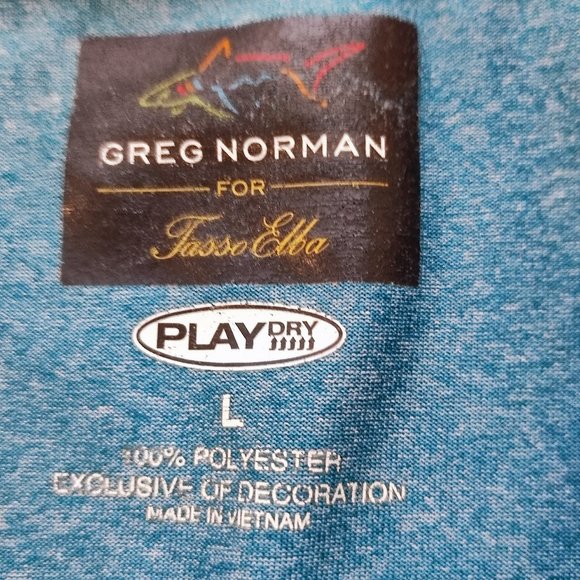 GREG NORMAN
FOR
Tasso Elba
PLAY DRY
L
100% POLYESTER
EXCLUSIVE OF DECORATION
MADE IN VIETNAM